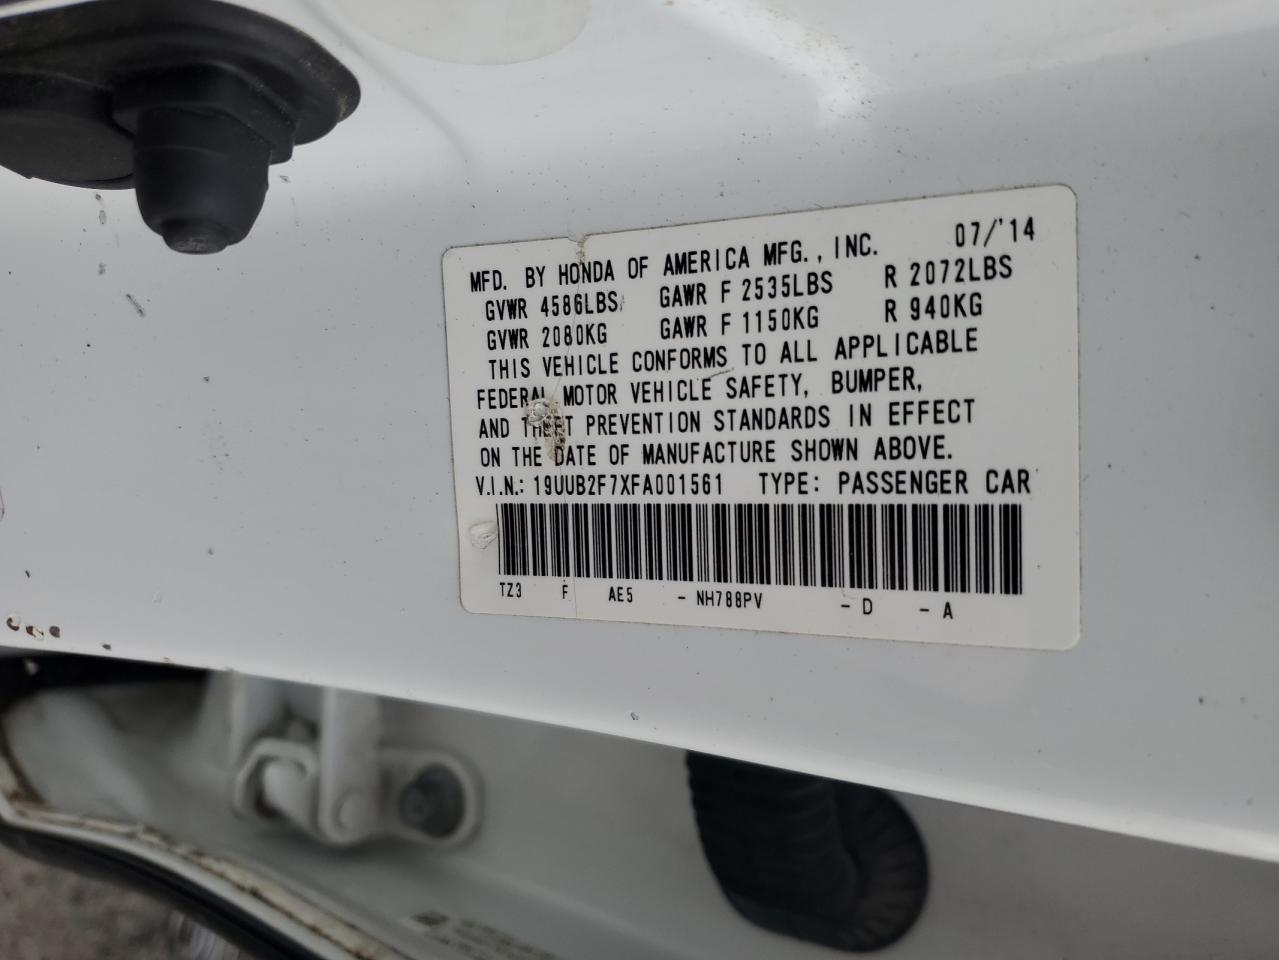 MFD. BY HONDA OF AMERICA MFG., INC. 07/'14
GVWR 4586LBS GAWR F 2535LBS R 2072LBS
GVWR 2080KG GAWR F 1150KG R 940KG
THIS VEHICLE CONFORMS TO ALL APPLICABLE
FEDERAL MOTOR VEHICLE SAFETY, BUMPER,
AND THEFT PREVENTION STANDARDS IN EFFECT
ON THE DATE OF MANUFACTURE SHOWN ABOVE.
V.I.N.: 19UUB2F7XFA001561 TYPE: PASSENGER CAR
TZ3 F AE5 - NH788PV - D - A